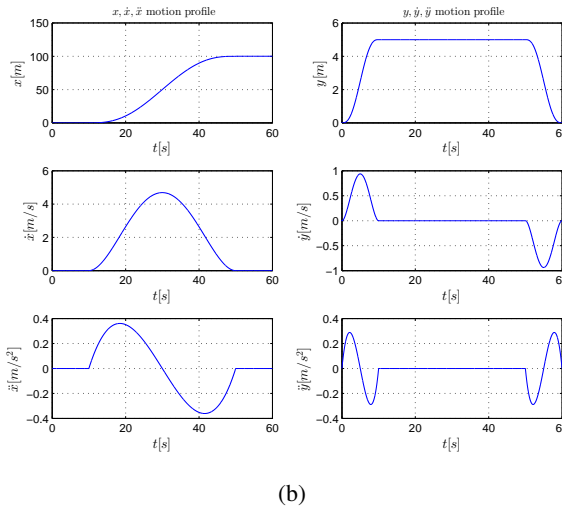 x, ẋ, ẍ motion profile
150
100
50
0
x[m]
0 20 40 60
t[s]
y, ẏ, ÿ motion profile
6
4
2
0
y[m]
0 20 40 60
t[s]
6
4
2
0
ẋ[m/s]
0 20 40 60
t[s]
1
0.5
0
−0.5
−1
ẏ[m/s]
0 20 40 60
t[s]
0.4
0.2
0
−0.2
−0.4
ẍ[m/s²]
0 20 40 60
t[s]
0.4
0.2
0
−0.2
−0.4
ÿ[m/s²]
0 20 40 60
t[s]
(b)